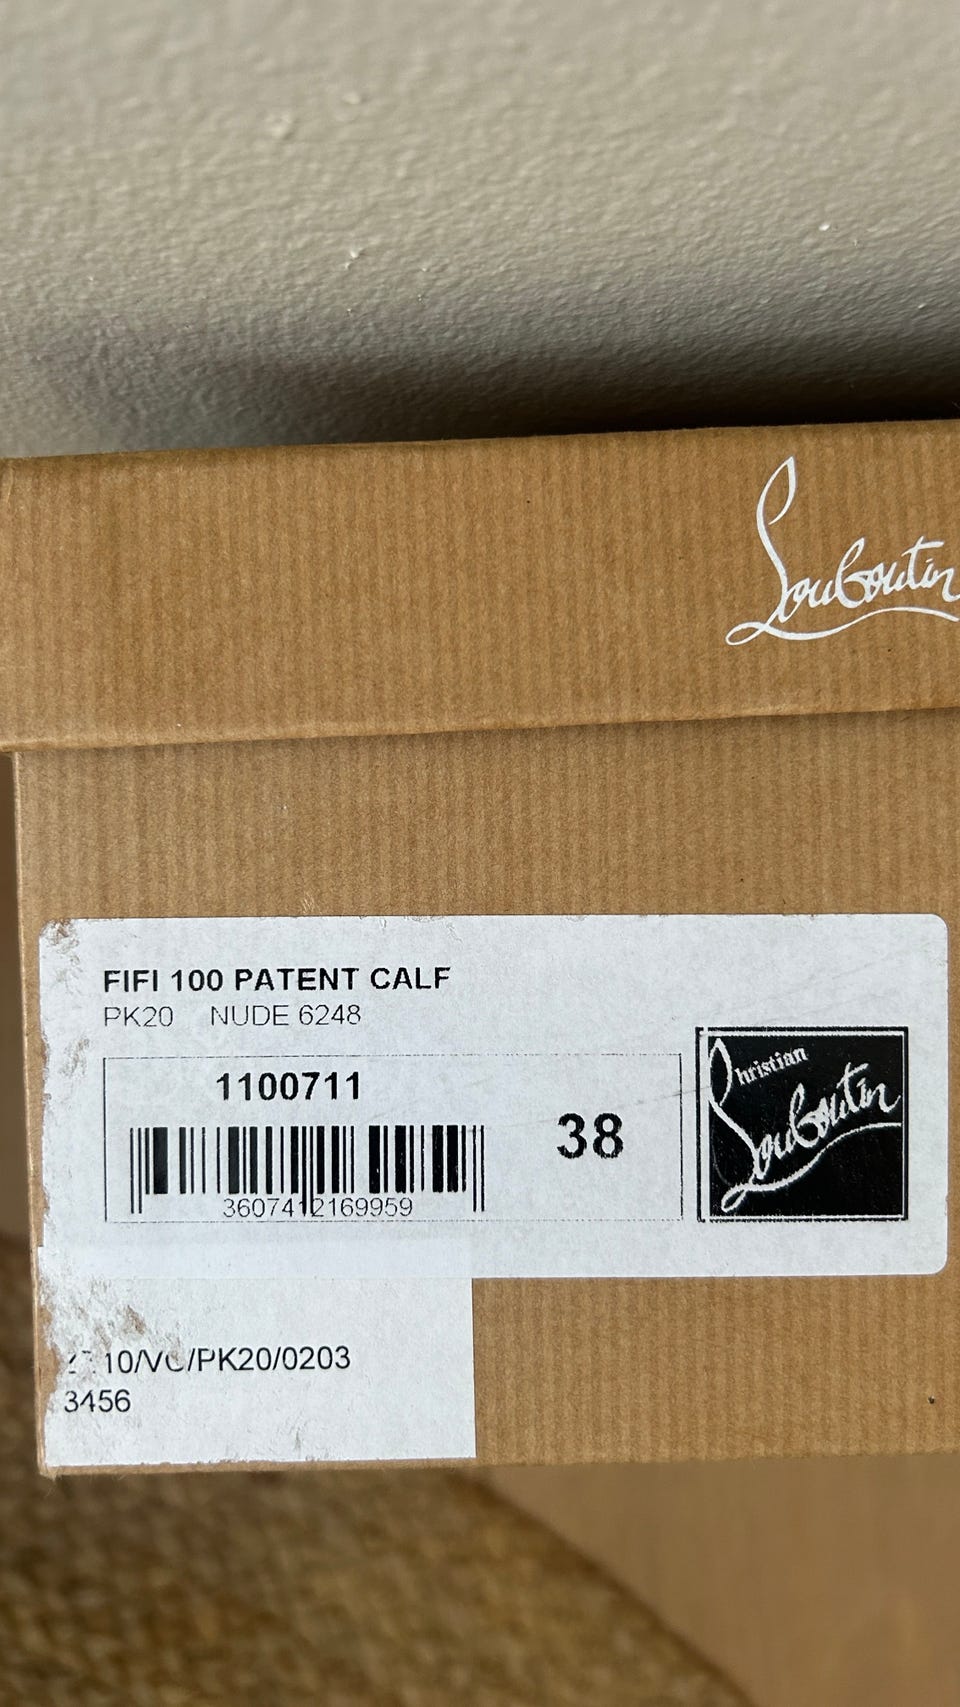 Louboutin
FIFI 100 PATENT CALF
PK20 NUDE 6248
1100711
38
3607412169959
Christian
Louboutin
10/VC/PK20/0203
3456